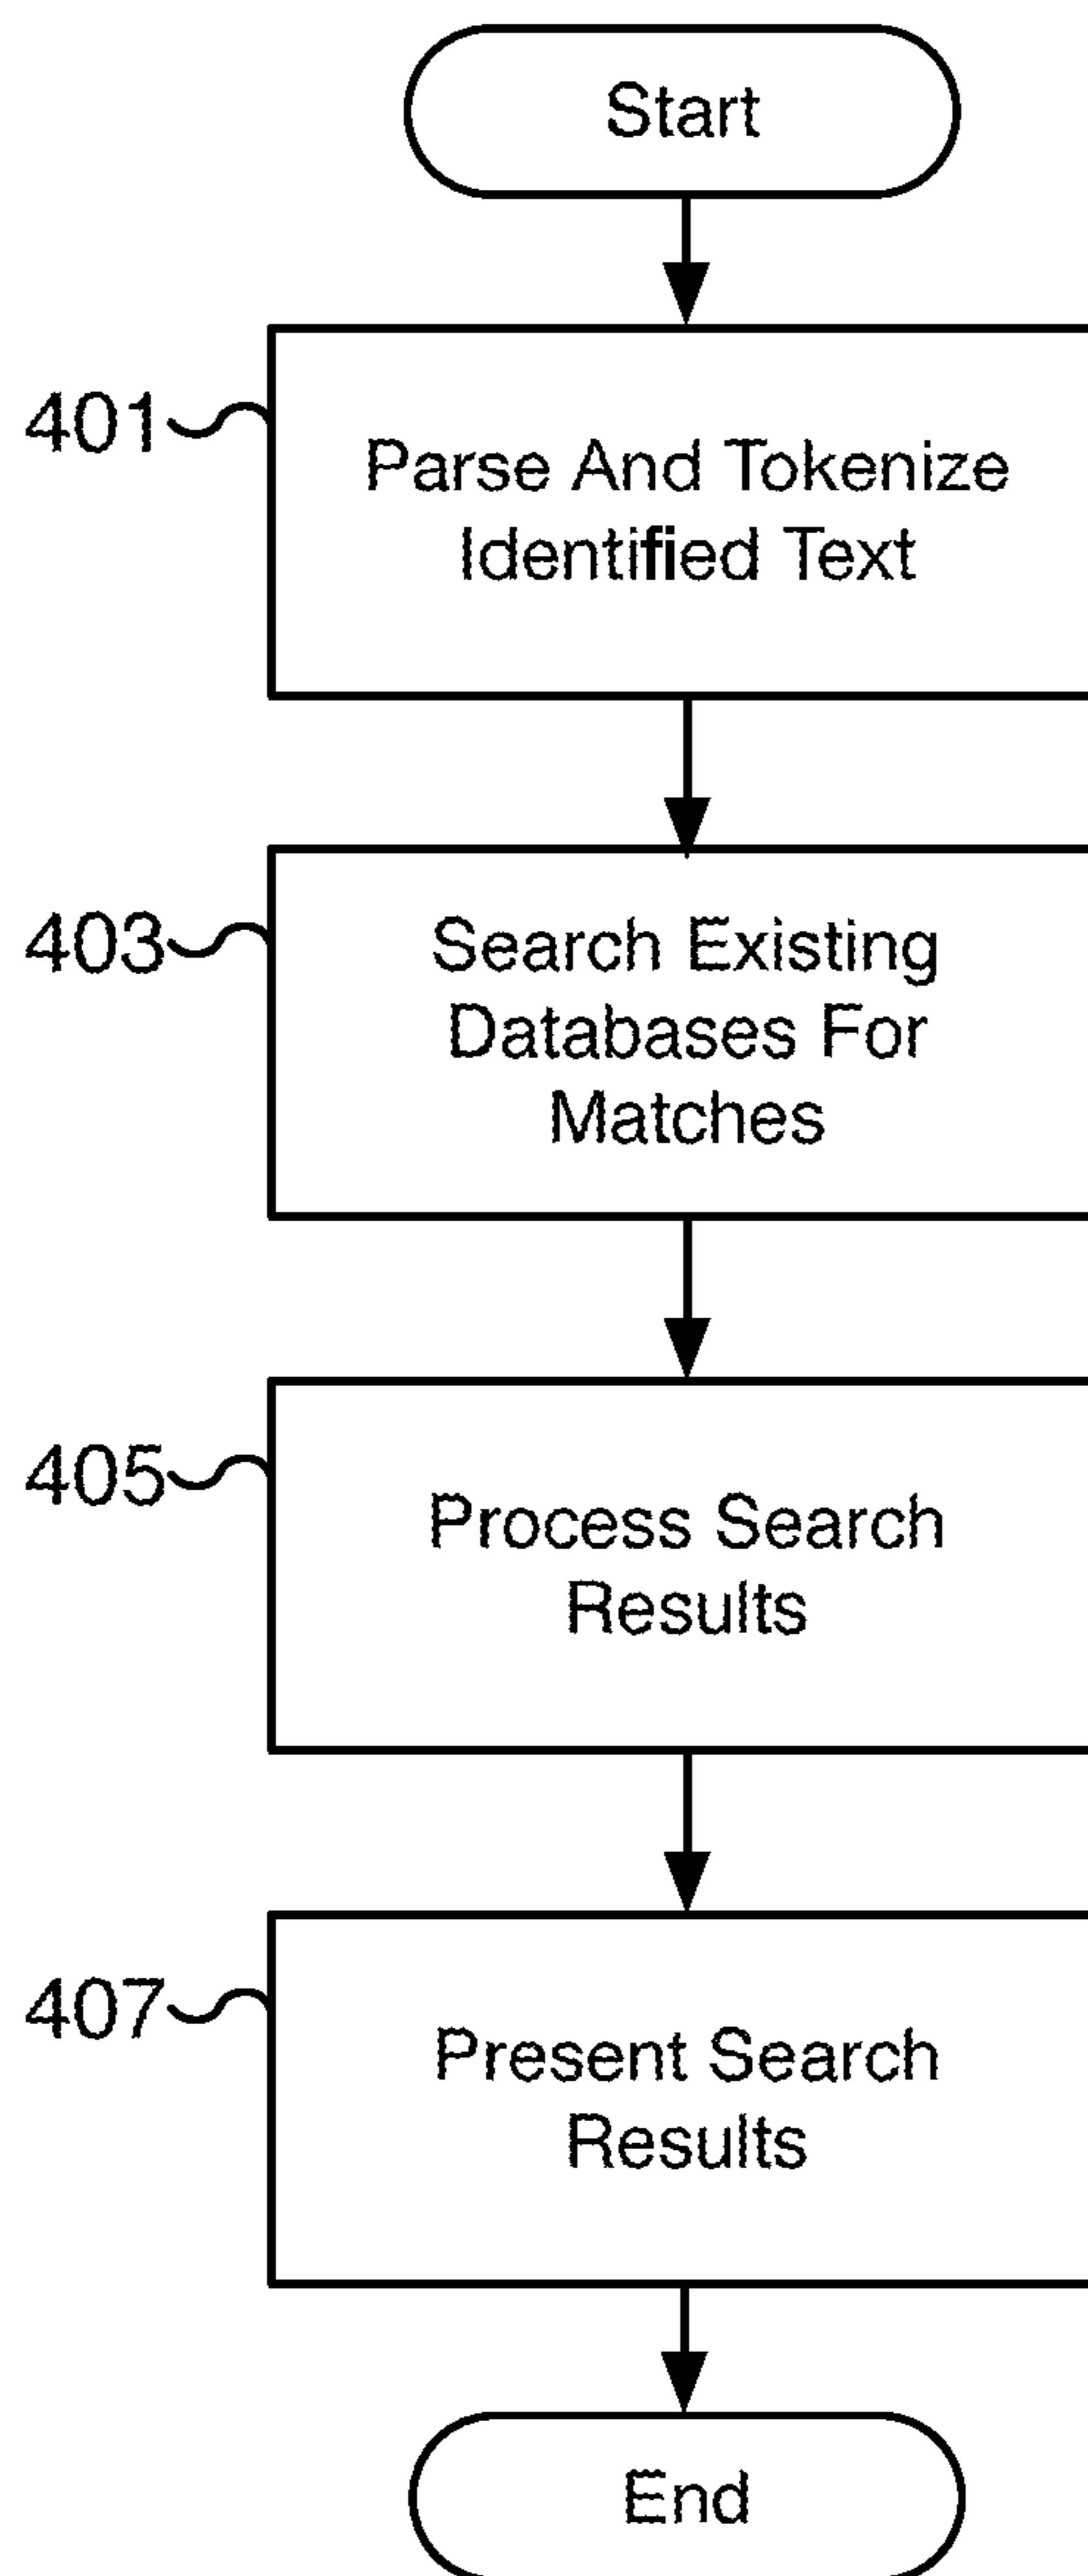 Start
401
Parse And Tokenize
Identified Text
403
Search Existing
Databases For
Matches
405
Process Search
Results
407
Present Search
Results
End